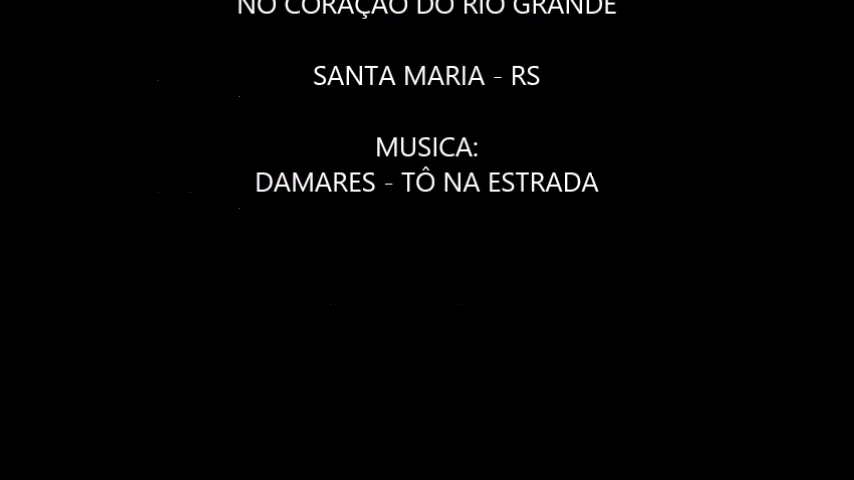 NO CORAÇÃO DO RIO GRANDE
SANTA MARIA - RS
MUSICA:
DAMARES - TÔ NA ESTRADA